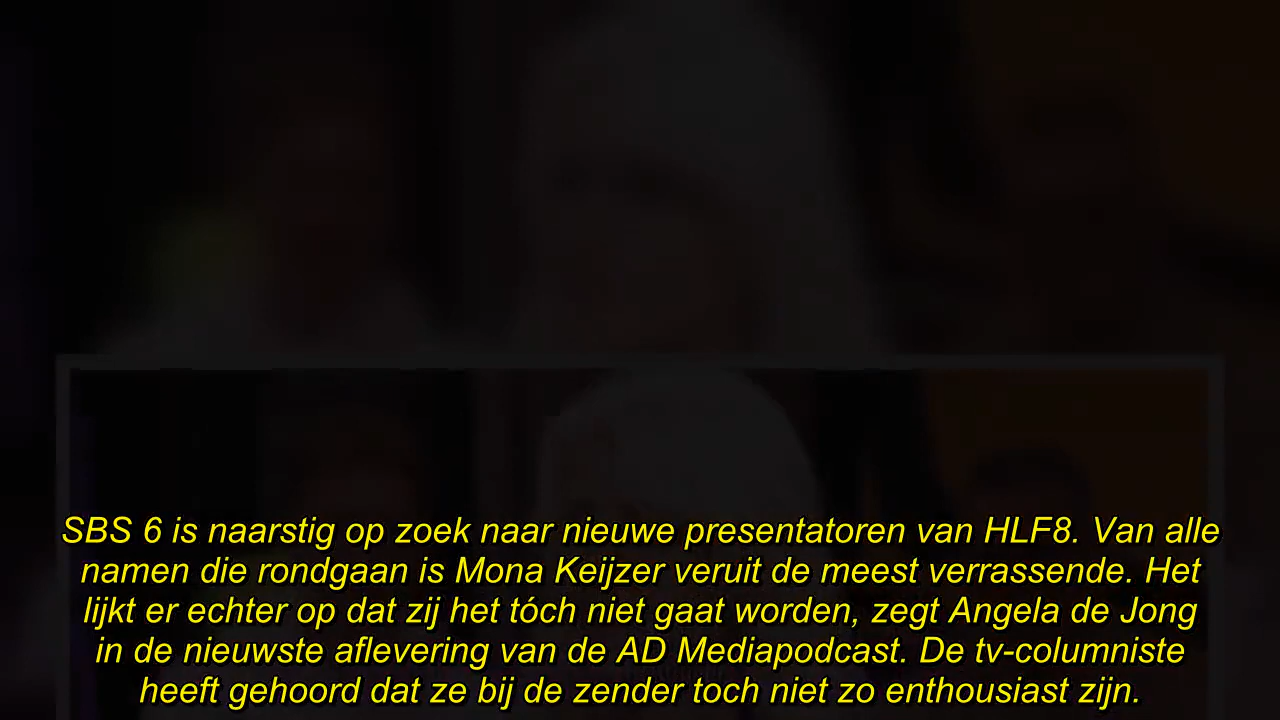 SBS 6 is naarstig op zoek naar nieuwe presentatoren van HLF8. Van alle
namen die rondgaan is Mona Keijzer veruit de meest verrassende. Het
lijkt er echter op dat zij het tóch niet gaat worden, zegt Angela de Jong
in de nieuwste aflevering van de AD Mediapodcast. De tv-columniste
heeft gehoord dat ze bij de zender toch niet zo enthousiast zijn.